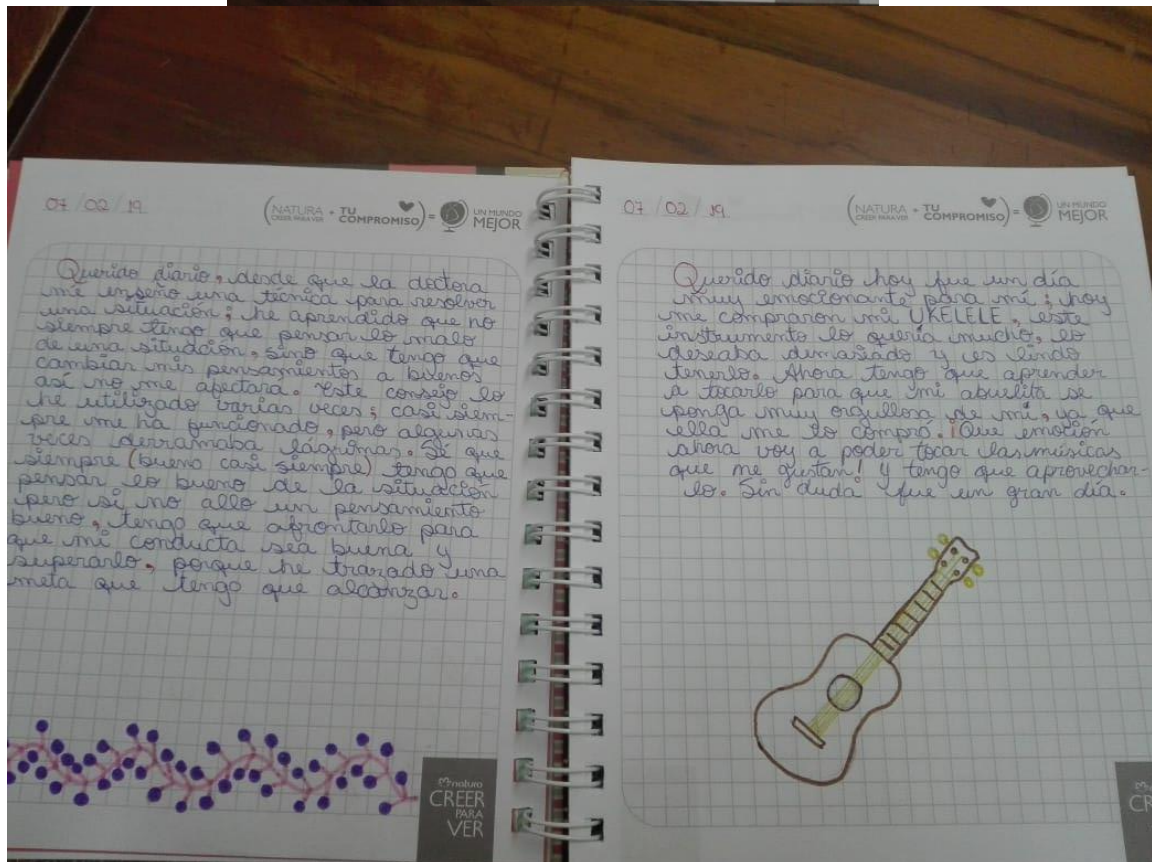 07/02/19
(NATURA CREER PARA VER + TU COMPROMISO) = UN MUNDO MEJOR
Querido diario, desde que la doctora
me enseño una técnica para resolver
una situación; he aprendido que no
siempre tengo que pensar lo malo
de una situación, sino que tengo que
cambiar mis pensamientos a buenos
así no me afectará. Este consejo lo
he utilizado varias veces; casi siem-
pre me ha funcionado, pero algunas
veces derramaba lágrimas. Sé que
siempre (bueno casi siempre) tengo que
pensar lo bueno de la situación
pero si no allo un pensamiento
bueno, tengo que afrontarlo para
que mi conducta sea buena y
superarlo, porque he trazado una
meta que tengo que alcanzar.
natura
CREER
PARA
VER
07/02/19
(NATURA CREER PARA VER + TU COMPROMISO) = UN MUNDO MEJOR
Querido diario hoy fue un día
muy emocionante para mí; hoy
me compraron mi UKELELE, este
instrumento lo quería mucho, lo
deseaba demasiado y es lindo
tenerlo. Ahora tengo que aprender
a tocarlo para que mi abuelita se
ponga muy orgullosa de mí, ya que
ella me lo compró. ¡Que emoción
ahora voy a poder tocar las músicas
que me gustan! y tengo que aprovechar-
lo. Sin duda fue un gran día.
CR